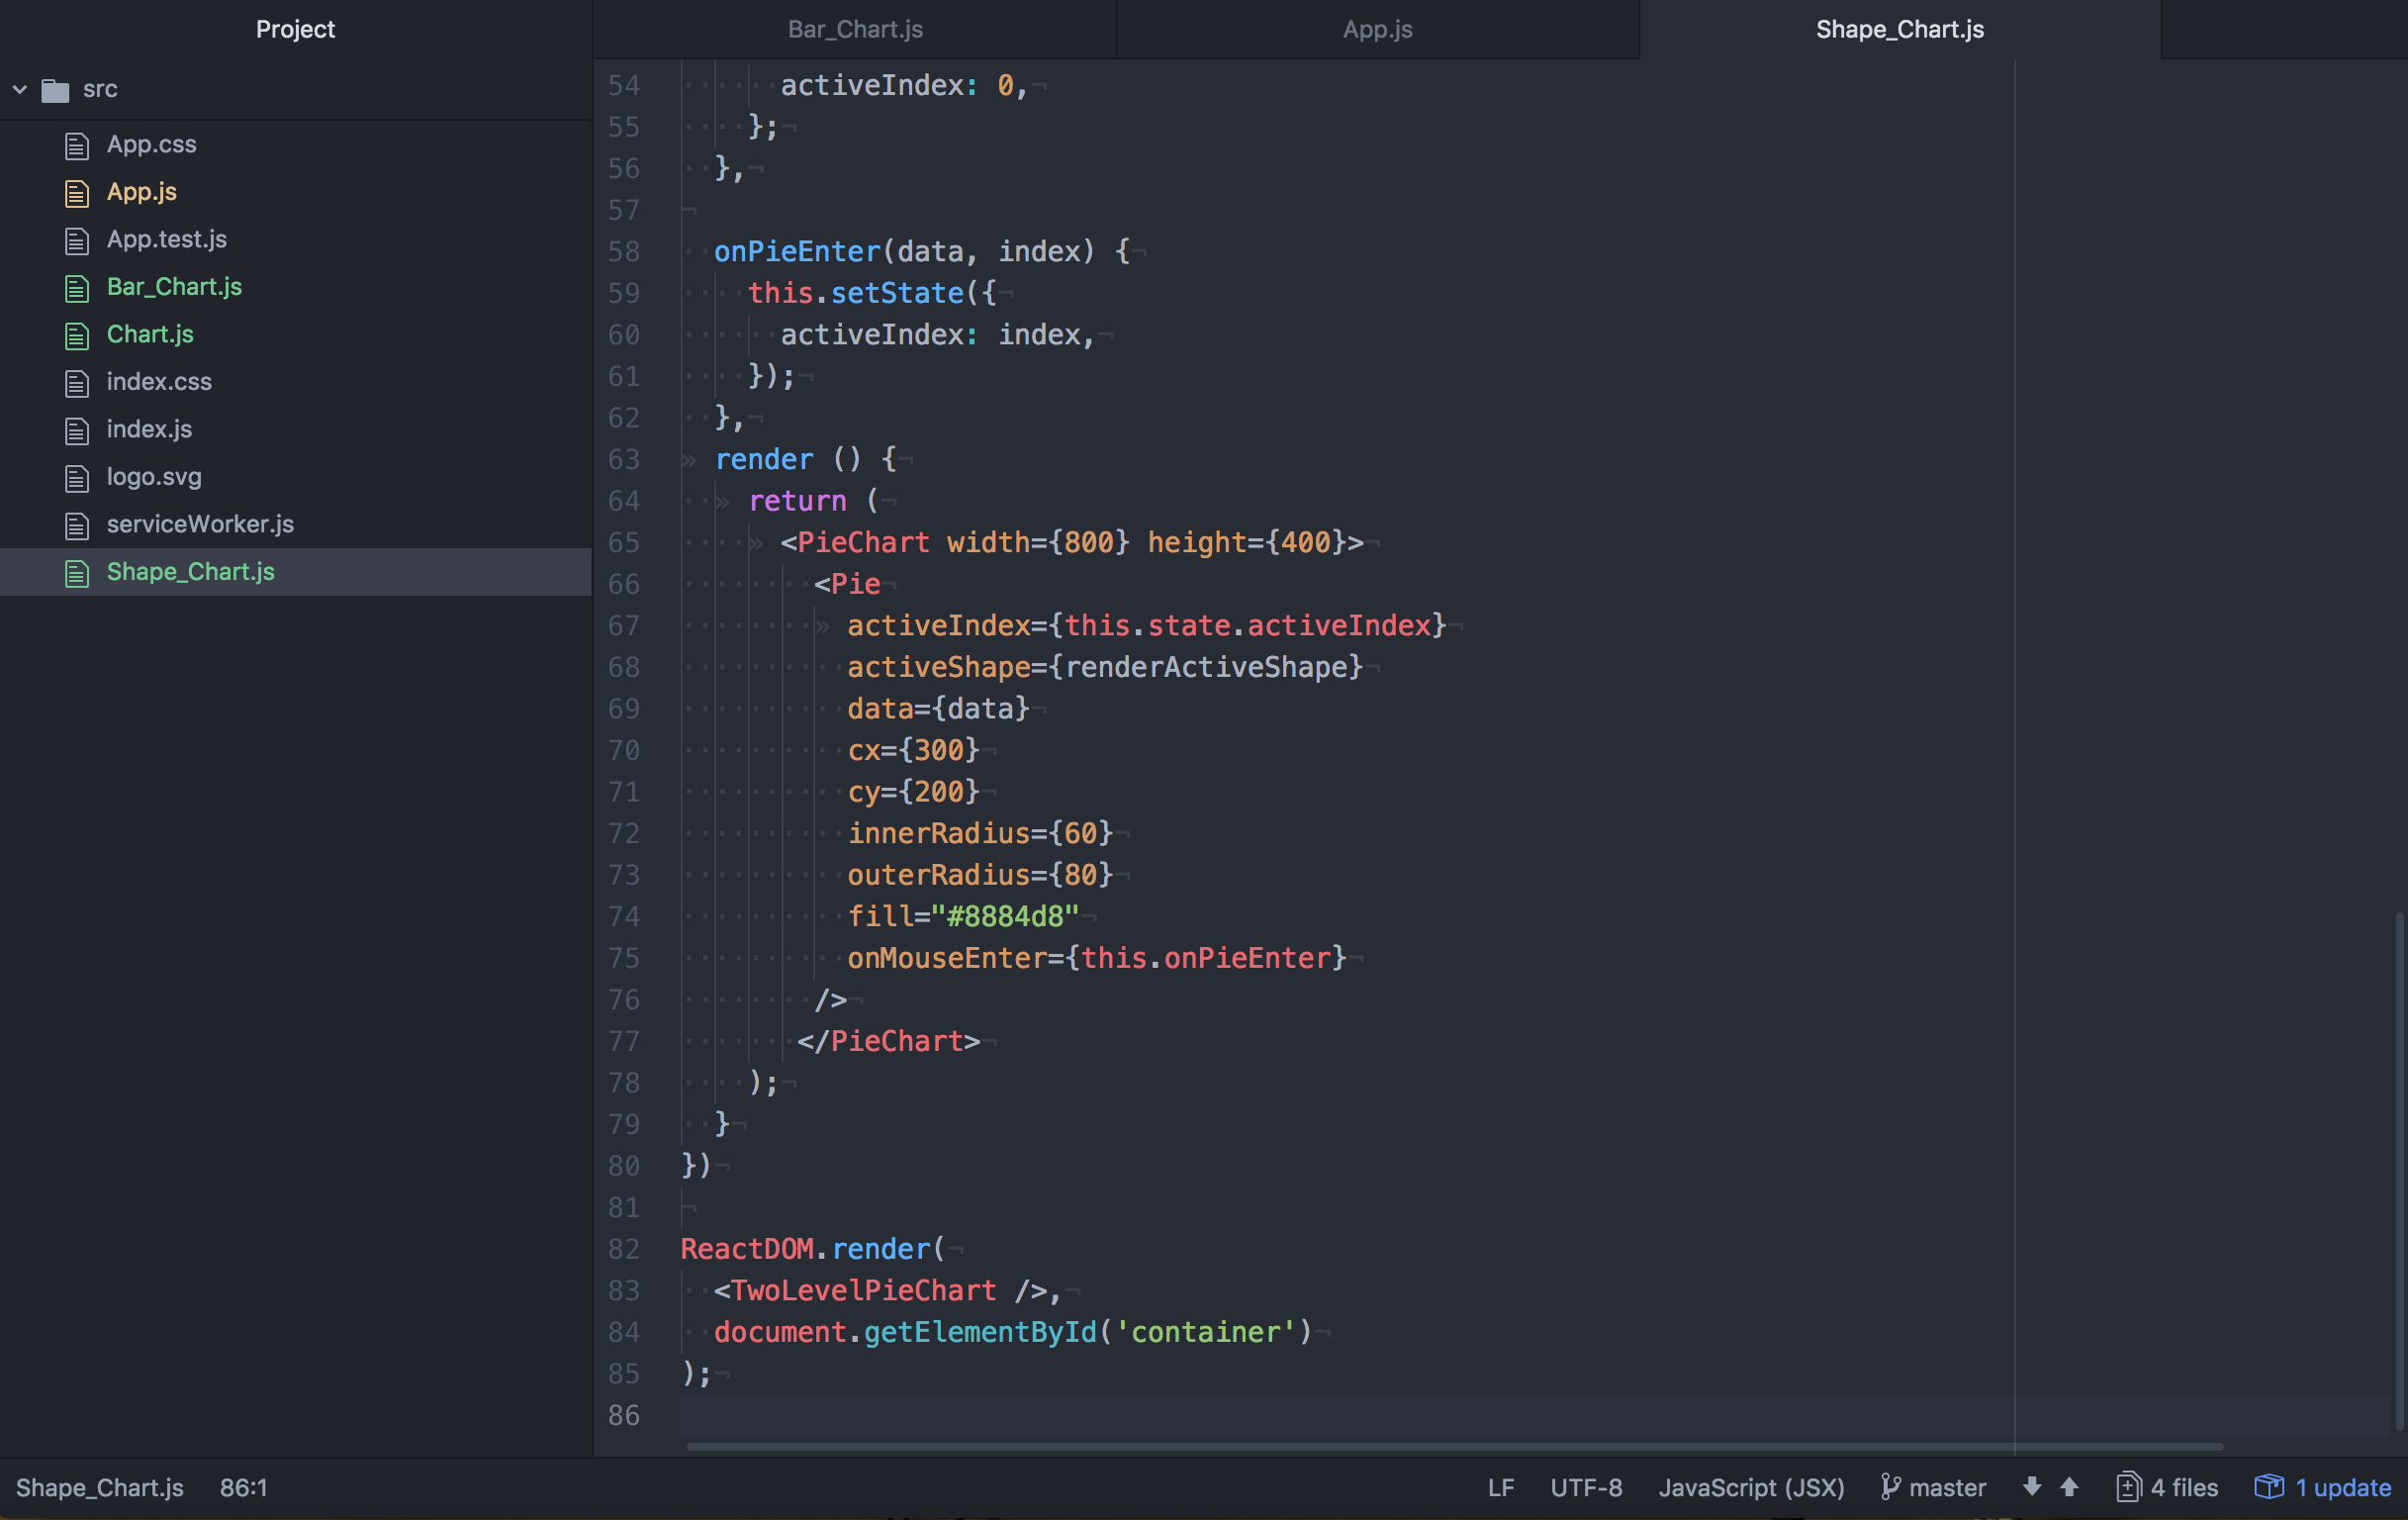 Project
src
App.css
App.js
App.test.js
Bar_Chart.js
Chart.js
index.css
index.js
logo.svg
serviceWorker.js
Shape_Chart.js
Bar_Chart.js App.js Shape_Chart.js
54 activeIndex: 0,
55 };
56 },
57
58 onPieEnter(data, index) {
59 this.setState({
60 activeIndex: index,
61 });
62 },
63 render () {
64 return (
65 <PieChart width={800} height={400}>
66 <Pie
67 activeIndex={this.state.activeIndex}
68 activeShape={renderActiveShape}
69 data={data}
70 cx={300}
71 cy={200}
72 innerRadius={60}
73 outerRadius={80}
74 fill="#8884d8"
75 onMouseEnter={this.onPieEnter}
76 />
77 </PieChart>
78 );
79 }
80 })
81
82 ReactDOM.render(
83 <TwoLevelPieChart />,
84 document.getElementById('container')
85 );
86
Shape_Chart.js 86:1 LF UTF-8 JavaScript (JSX) master 4 files 1 update